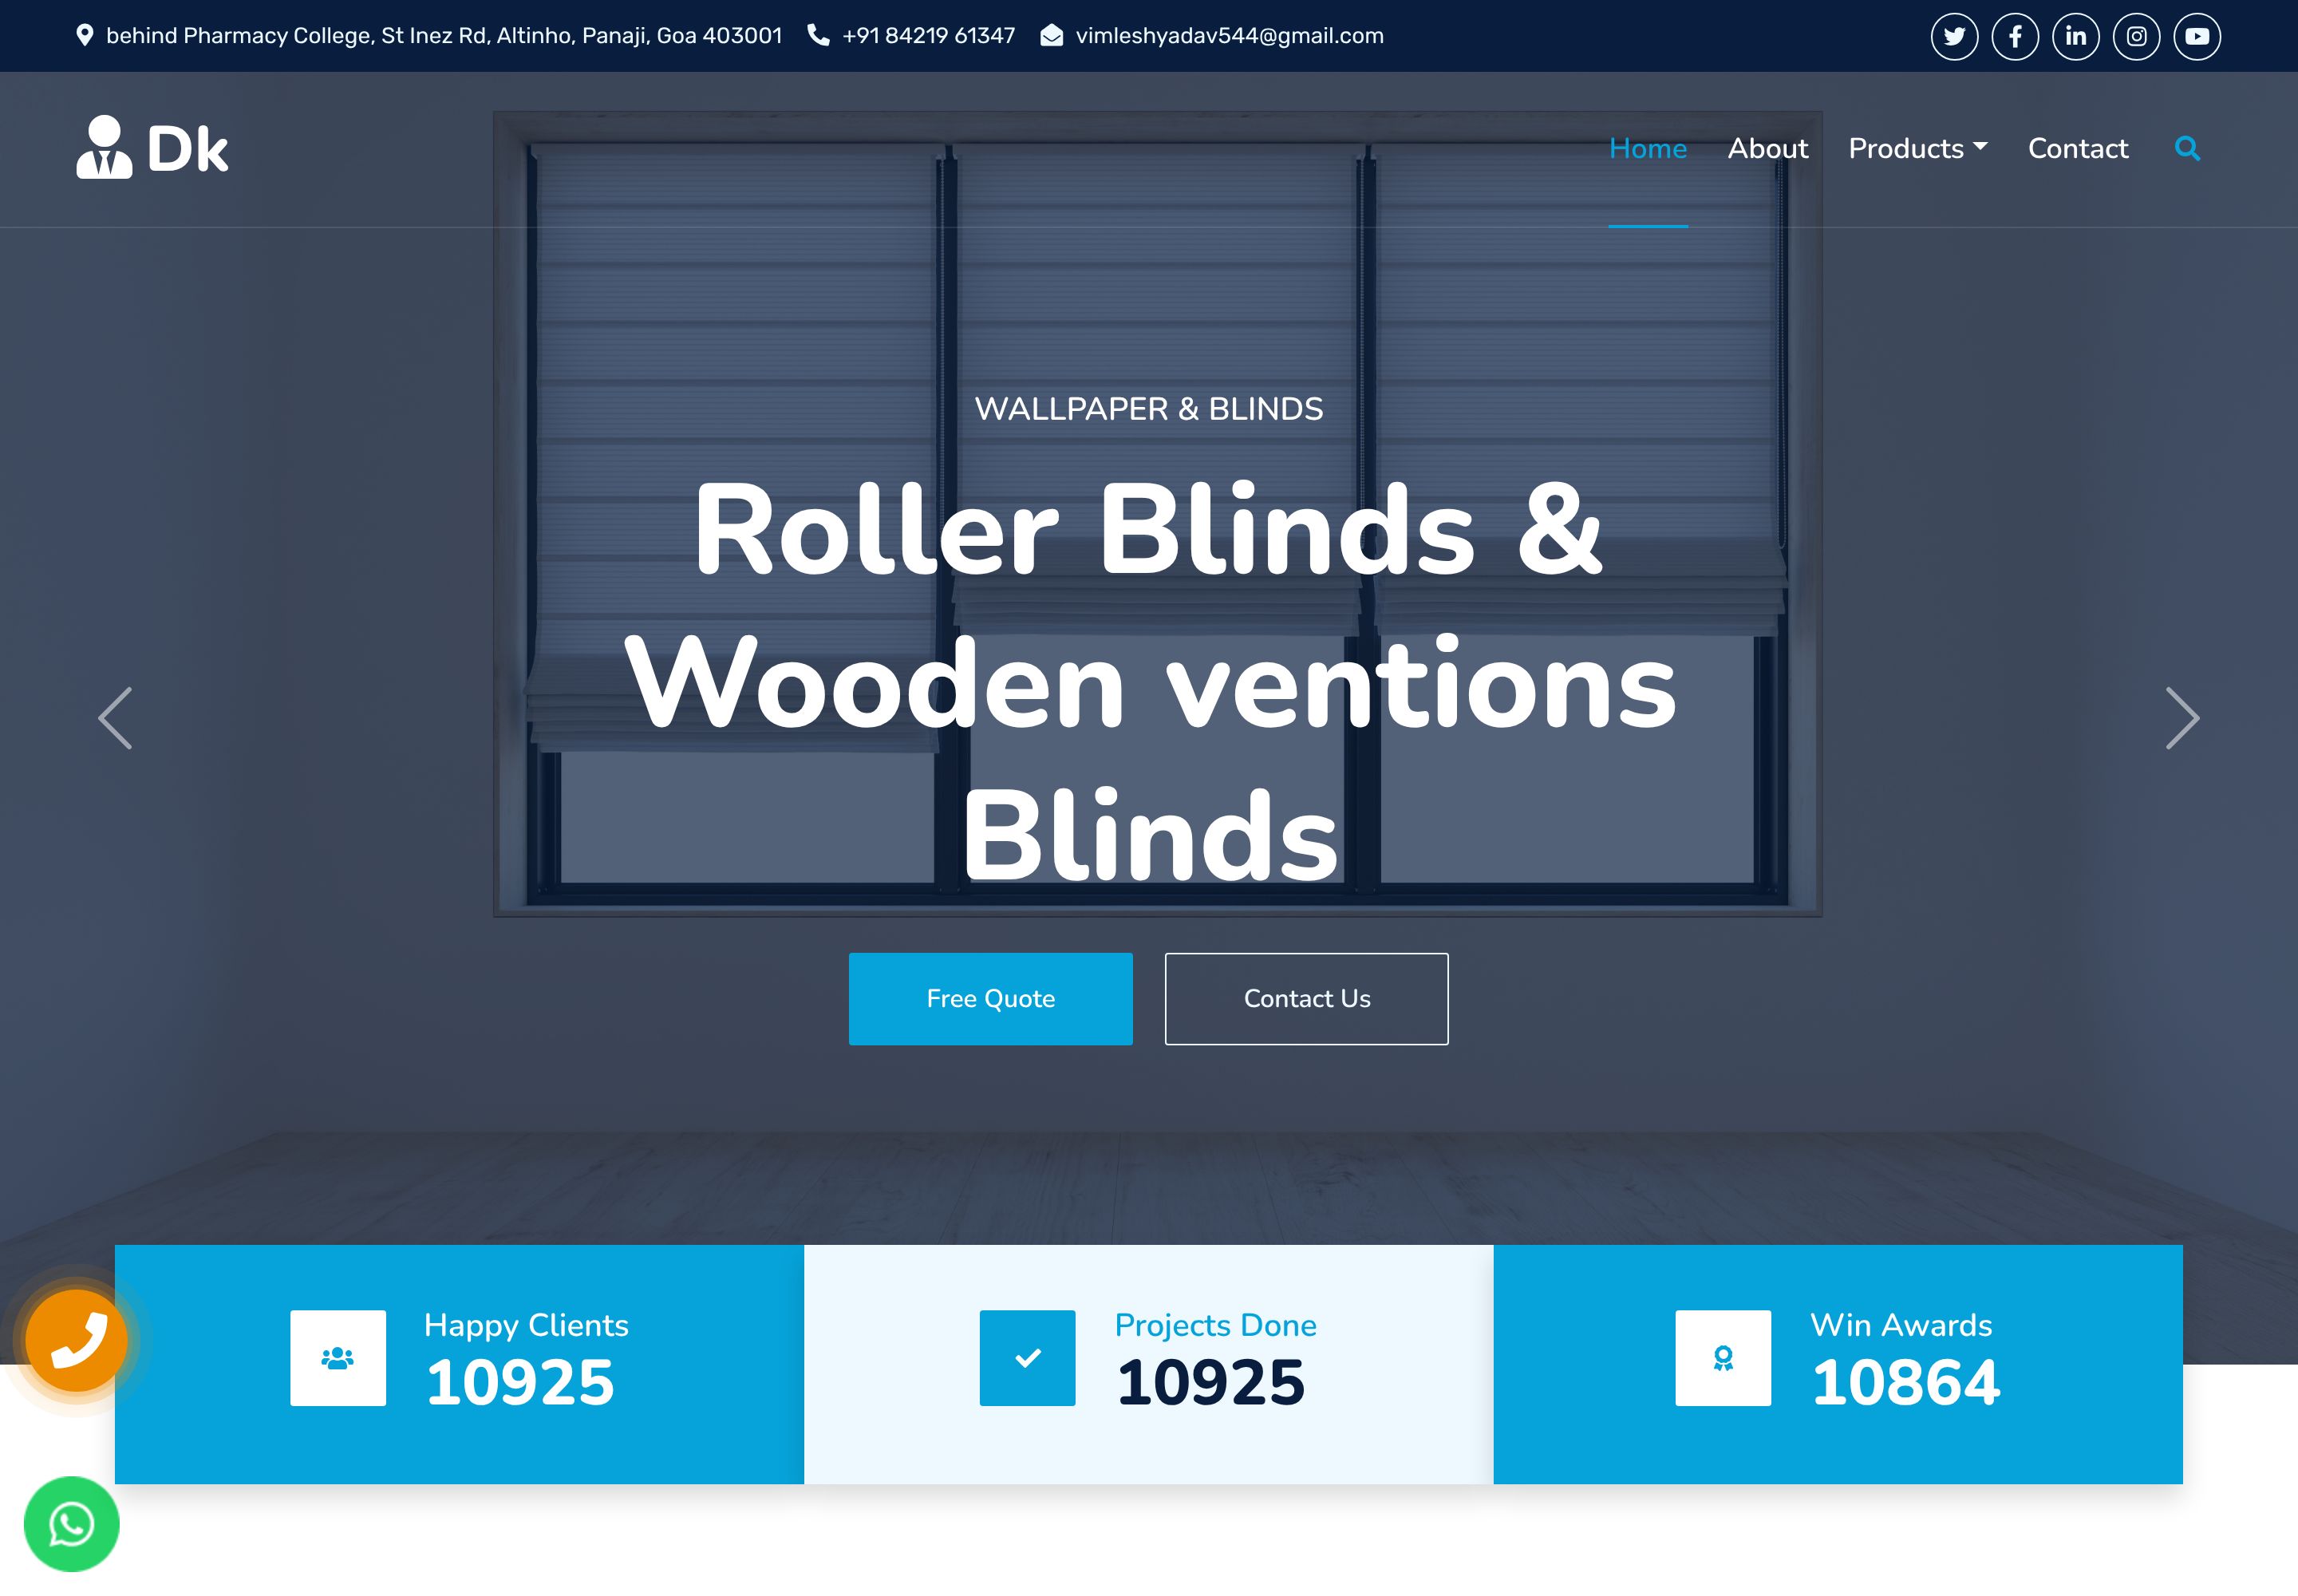 behind Pharmacy College, St Inez Rd, Altinho, Panaji, Goa 403001 +91 84219 61347 vimleshyadav544@gmail.com
Dk
Home About Products Contact
WALLPAPER & BLINDS
Roller Blinds &
Wooden ventions
Blinds
Free Quote Contact Us
Happy Clients
10925
Projects Done
10925
Win Awards
10864